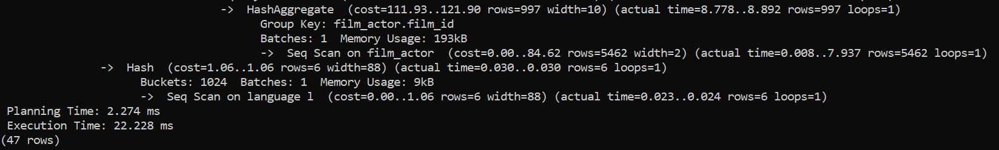 -> HashAggregate (cost=111.93..121.90 rows=997 width=10) (actual time=8.778..8.892 rows=997 loops=1)
Group Key: film_actor.film_id
Batches: 1 Memory Usage: 193kB
-> Seq Scan on film_actor (cost=0.00..84.62 rows=5462 width=2) (actual time=0.008..7.937 rows=5462 loops=1)
-> Hash (cost=1.06..1.06 rows=6 width=88) (actual time=0.030..0.030 rows=6 loops=1)
Buckets: 1024 Batches: 1 Memory Usage: 9kB
-> Seq Scan on language l (cost=0.00..1.06 rows=6 width=88) (actual time=0.023..0.024 rows=6 loops=1)
Planning Time: 2.274 ms
Execution Time: 22.228 ms
(47 rows)